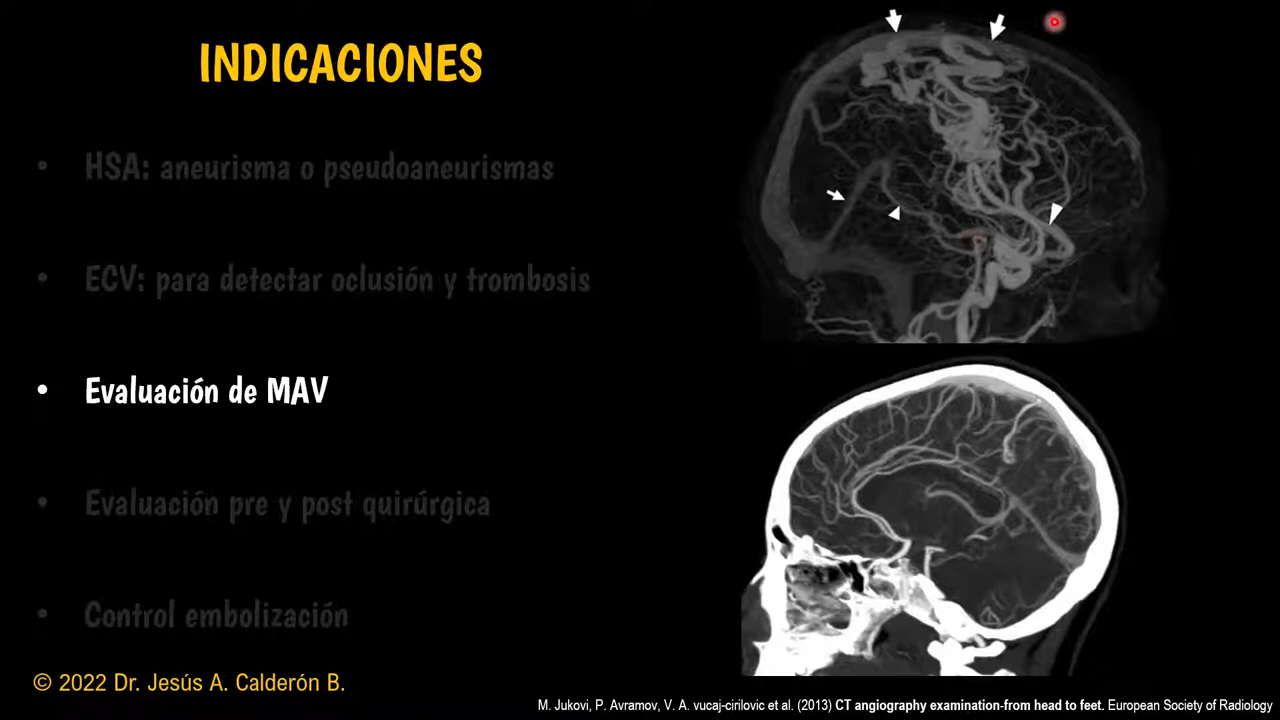 INDICACIONES
• HSA: aneurisma o pseudoaneurismas
• ECV: para detectar oclusión y trombosis
• Evaluación de MAV
• Evaluación pre y post quirúrgica
• Control embolización
© 2022 Dr. Jesús A. Calderón B.
M. Jukovi, P. Avramov, V. A. vucaj-cirilovic et al. (2013) CT angiography examination-from head to feet. European Society of Radiology